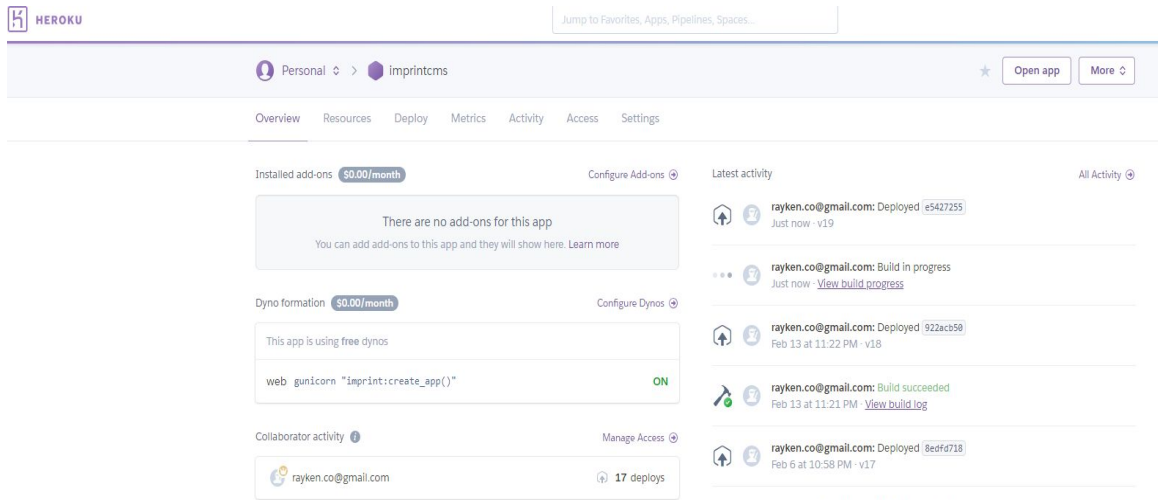 HEROKU
Jump to Favorites, Apps, Pipelines, Spaces...
Personal > imprintcms
Open app
More
Overview Resources Deploy Metrics Activity Access Settings
Installed add-ons $0.00/month
Configure Add-ons
There are no add-ons for this app
You can add add-ons to this app and they will show here. Learn more
Dyno formation $0.00/month
Configure Dynos
This app is using free dynos
web gunicorn "imprint:create_app()"
ON
Collaborator activity
Manage Access
rayken.co@gmail.com
17 deploys
Latest activity
All Activity
rayken.co@gmail.com: Deployed e5427255
Just now · v19
rayken.co@gmail.com: Build in progress
Just now · View build progress
rayken.co@gmail.com: Deployed 922acb50
Feb 13 at 11:22 PM · v18
rayken.co@gmail.com: Build succeeded
Feb 13 at 11:21 PM · View build log
rayken.co@gmail.com: Deployed 8edfd718
Feb 6 at 10:58 PM · v17